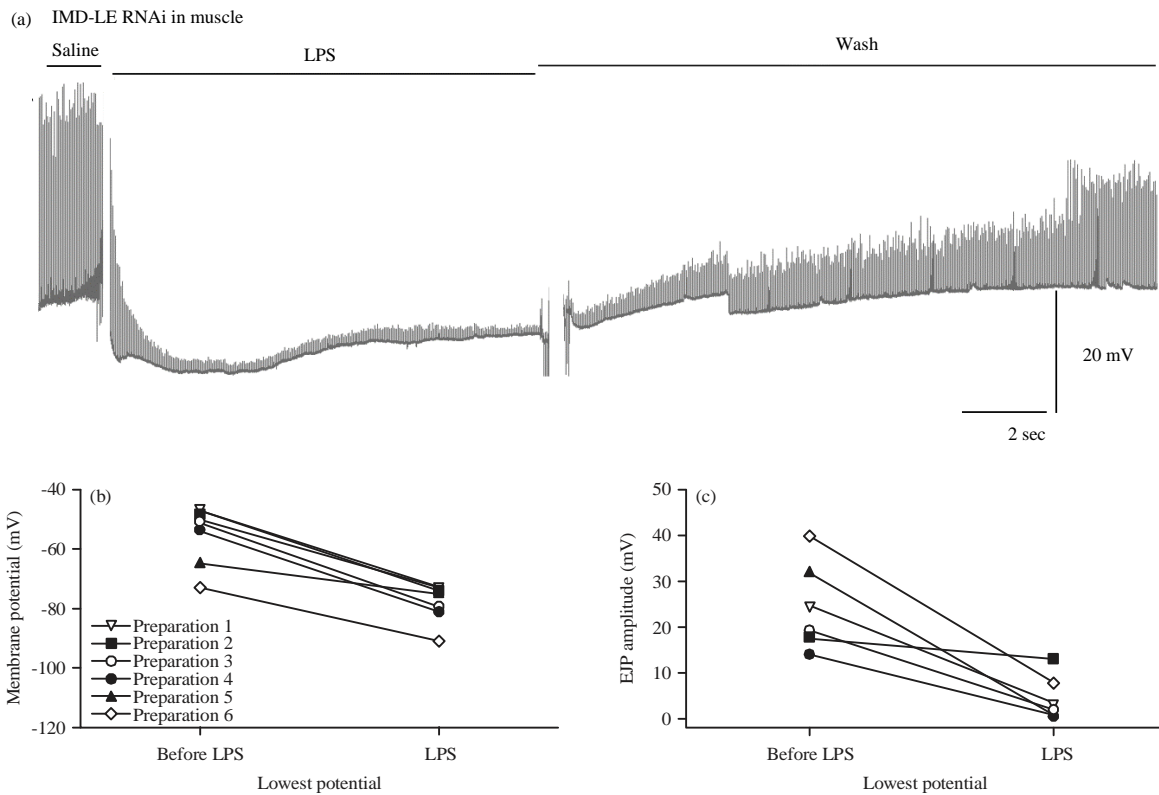 (a) IMD-LE RNAi in muscle
Saline
LPS
Wash
20 mV
2 sec
(b)
Membrane potential (mV)
-40
-60
-80
-100
-120
Preparation 1
Preparation 2
Preparation 3
Preparation 4
Preparation 5
Preparation 6
Before LPS
LPS
Lowest potential
(c)
EJP amplitude (mV)
50
40
30
20
10
0
Before LPS
LPS
Lowest potential